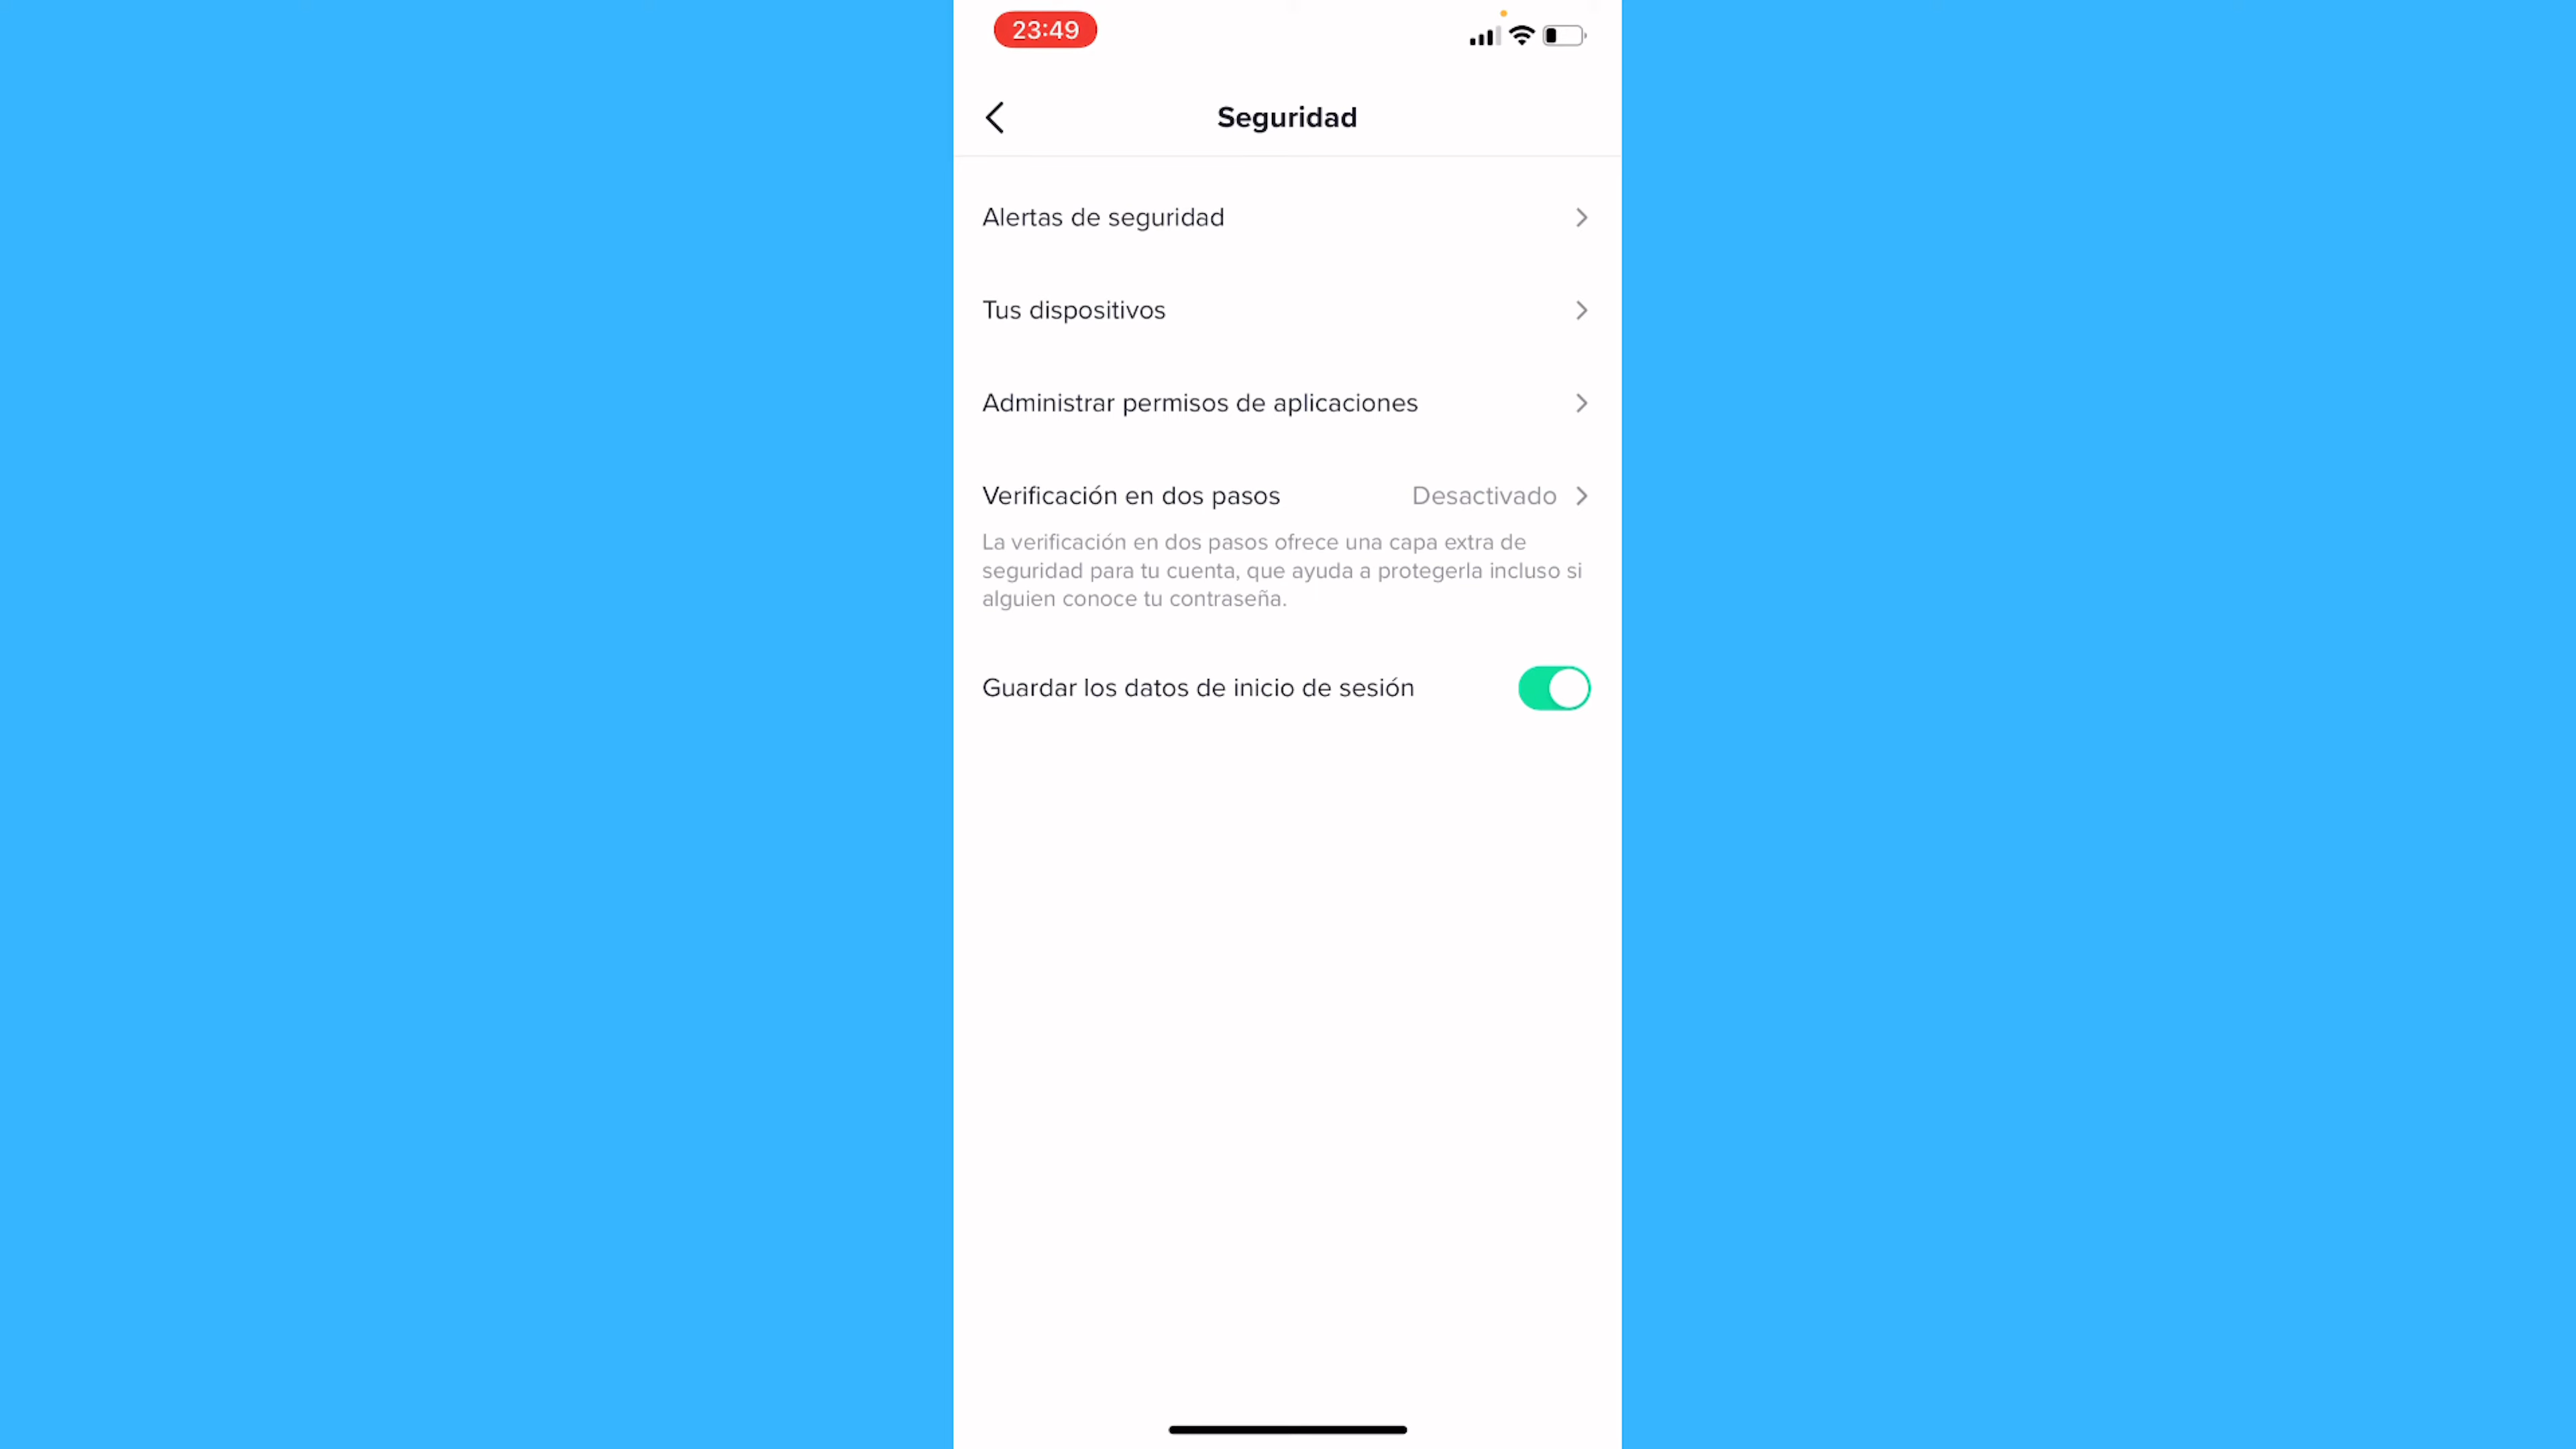 23:49
Seguridad
Alertas de seguridad
Tus dispositivos
Administrar permisos de aplicaciones
Verificación en dos pasos Desactivado
La verificación en dos pasos ofrece una capa extra de
seguridad para tu cuenta, que ayuda a protegerla incluso si
alguien conoce tu contraseña.
Guardar los datos de inicio de sesión